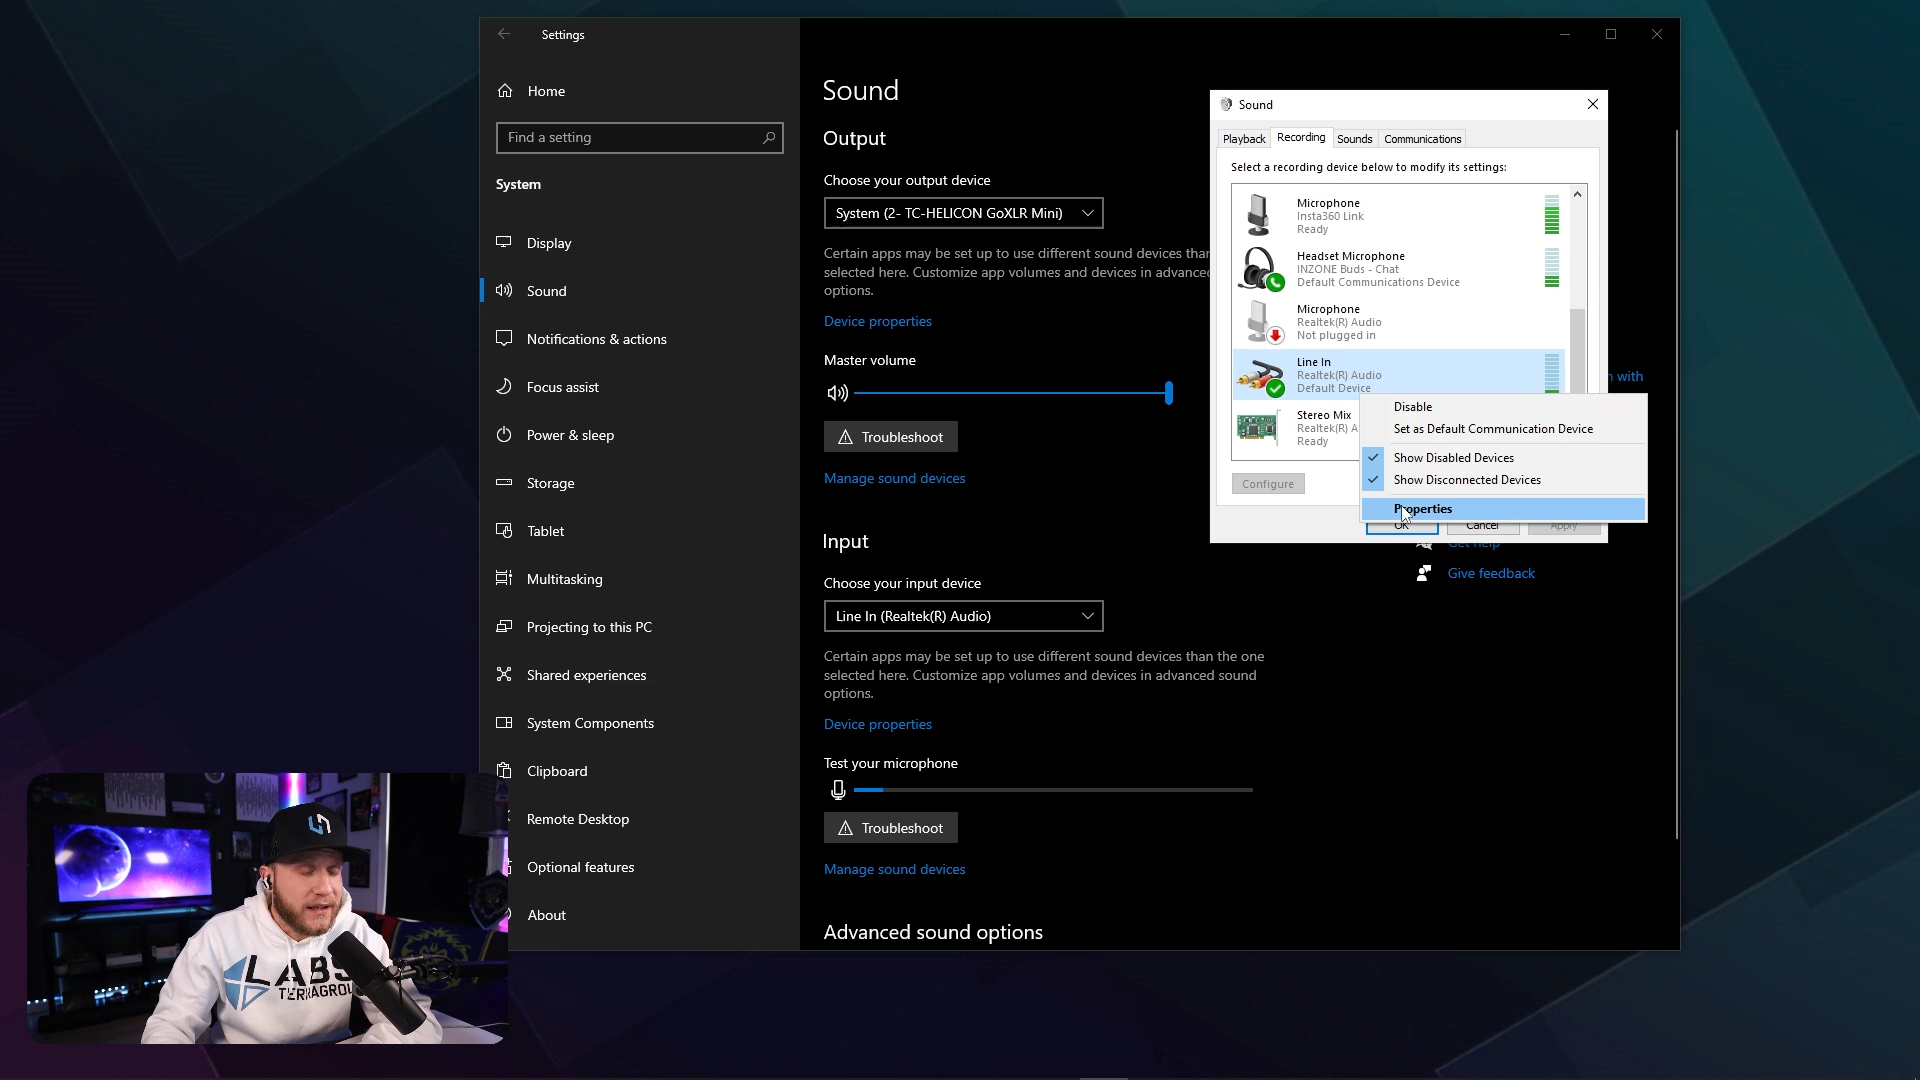 Settings
Home
Find a setting
System
Display
Sound
Notifications & actions
Focus assist
Power & sleep
Storage
Tablet
Multitasking
Projecting to this PC
Shared experiences
System Components
Clipboard
Remote Desktop
Optional features
About
Sound
Output
Choose your output device
System (2- TC-HELICON GoXLR Mini)
Certain apps may be set up to use different sound devices than
selected here. Customize app volumes and devices in advanced
options.
Device properties
Master volume
Troubleshoot
Manage sound devices
Input
Choose your input device
Line In (Realtek(R) Audio)
Certain apps may be set up to use different sound devices than the one
selected here. Customize app volumes and devices in advanced sound
options.
Device properties
Test your microphone
Troubleshoot
Manage sound devices
Advanced sound options
Sound
Playback Recording Sounds Communications
Select a recording device below to modify its settings:
Microphone
Insta360 Link
Ready
Headset Microphone
INZONE Buds - Chat
Default Communications Device
Microphone
Realtek(R) Audio
Not plugged in
Line In
Realtek(R) Audio
Default Device
Stereo Mix
Realtek(R) A
Ready
Configure
OK Cancel Apply
Disable
Set as Default Communication Device
Show Disabled Devices
Show Disconnected Devices
Properties
with
Get help
Give feedback
LABS
TERRAGROU